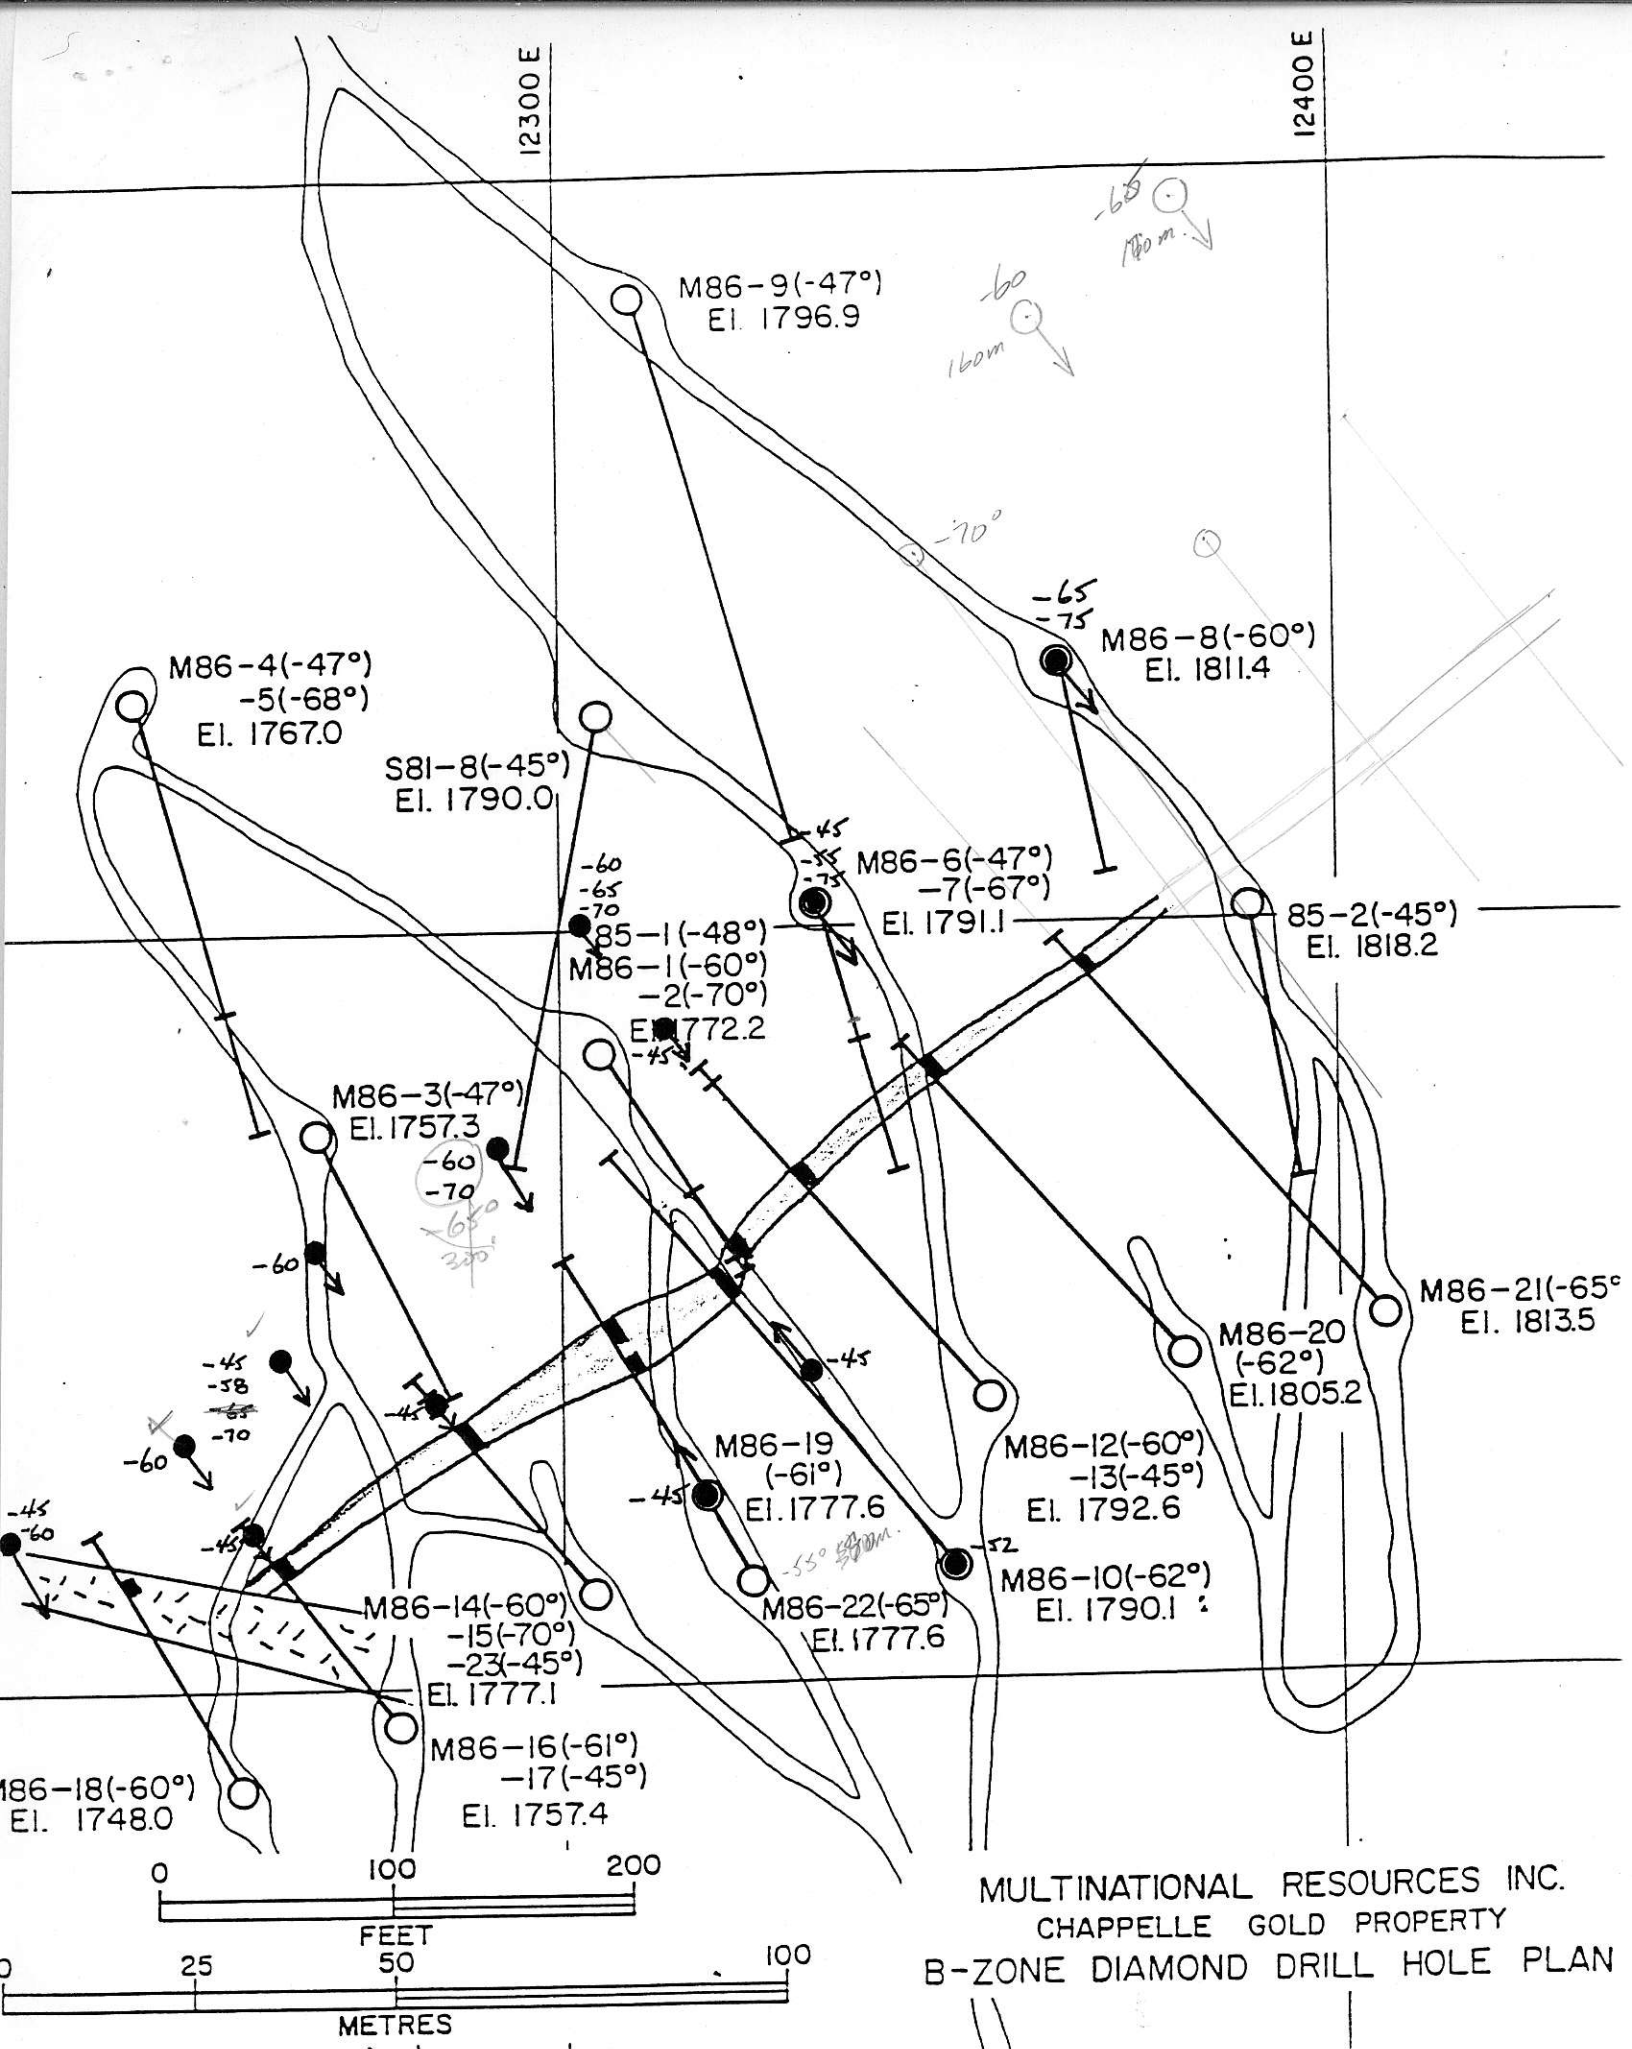 12300 E
12400 E
-60
160m
M86-9(-47°)
El. 1796.9
-70°
-65
-75
M86-8(-60°)
El. 1811.4
M86-4(-47°)
-5(-68°)
El. 1767.0
S81-8(-45°)
El. 1790.0
-45
-55
-75
M86-6(-47°)
-7(-67°)
El. 1791.1
-60
-65
-70
85-1(-48°)
M86-1(-60°)
-2(-70°)
El. 1772.2
-45
85-2(-45°)
El. 1818.2
M86-3(-47°)
El. 1757.3
-60
-70
-65°
300'
-60
M86-21(-65°
El. 1813.5
M86-20
(-62°)
El. 1805.2
-45
-45
-58
-65
-70
-45
-60
M86-19
(-61°)
El. 1777.6
-45
M86-12(-60°)
-13(-45°)
El. 1792.6
-45
-60
-45
-52
-55°
M86-10(-62°)
El. 1790.1
M86-22(-65°)
El. 1777.6
M86-14(-60°)
-15(-70°)
-23(-45°)
El. 1777.1
M86-16(-61°)
-17(-45°)
El. 1757.4
M86-18(-60°)
El. 1748.0
0 100 200
FEET
0 25 50 100
METRES
MULTINATIONAL RESOURCES INC.
CHAPPELLE GOLD PROPERTY
B-ZONE DIAMOND DRILL HOLE PLAN